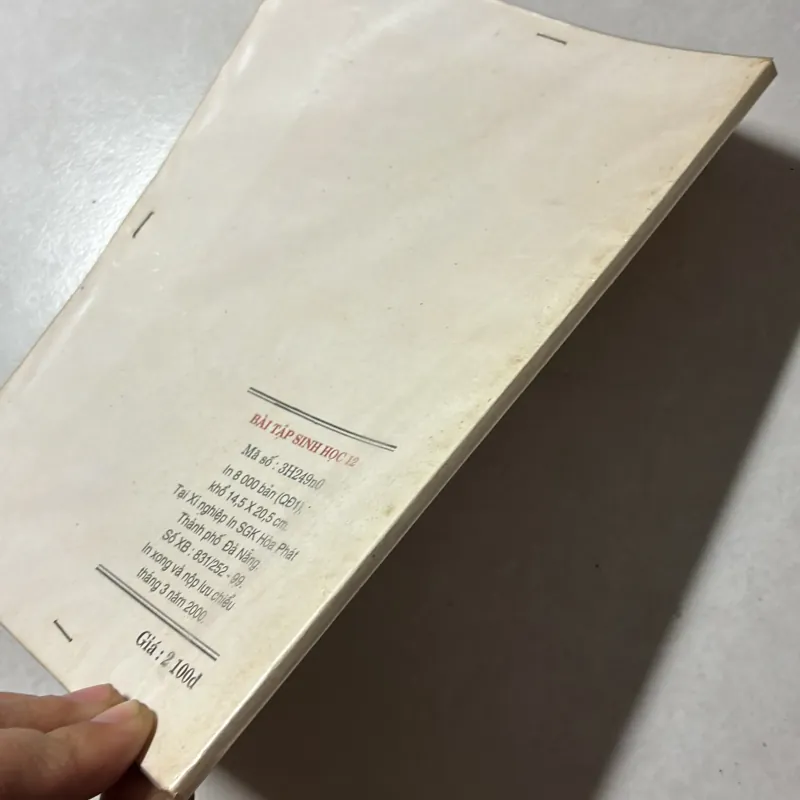 BÀI TẬP SINH HỌC 12
Mã số : 3H249n0
In 8 000 bản (QĐ1),
khổ 14,5 X 20,5 cm.
Tại Xí nghiệp In SGK Hòa Phát
Thành phố Đà Nẵng.
Số XB : 831/252 - 99.
In xong và nộp lưu chiểu
tháng 3 năm 2000.
Giá : 2 100đ